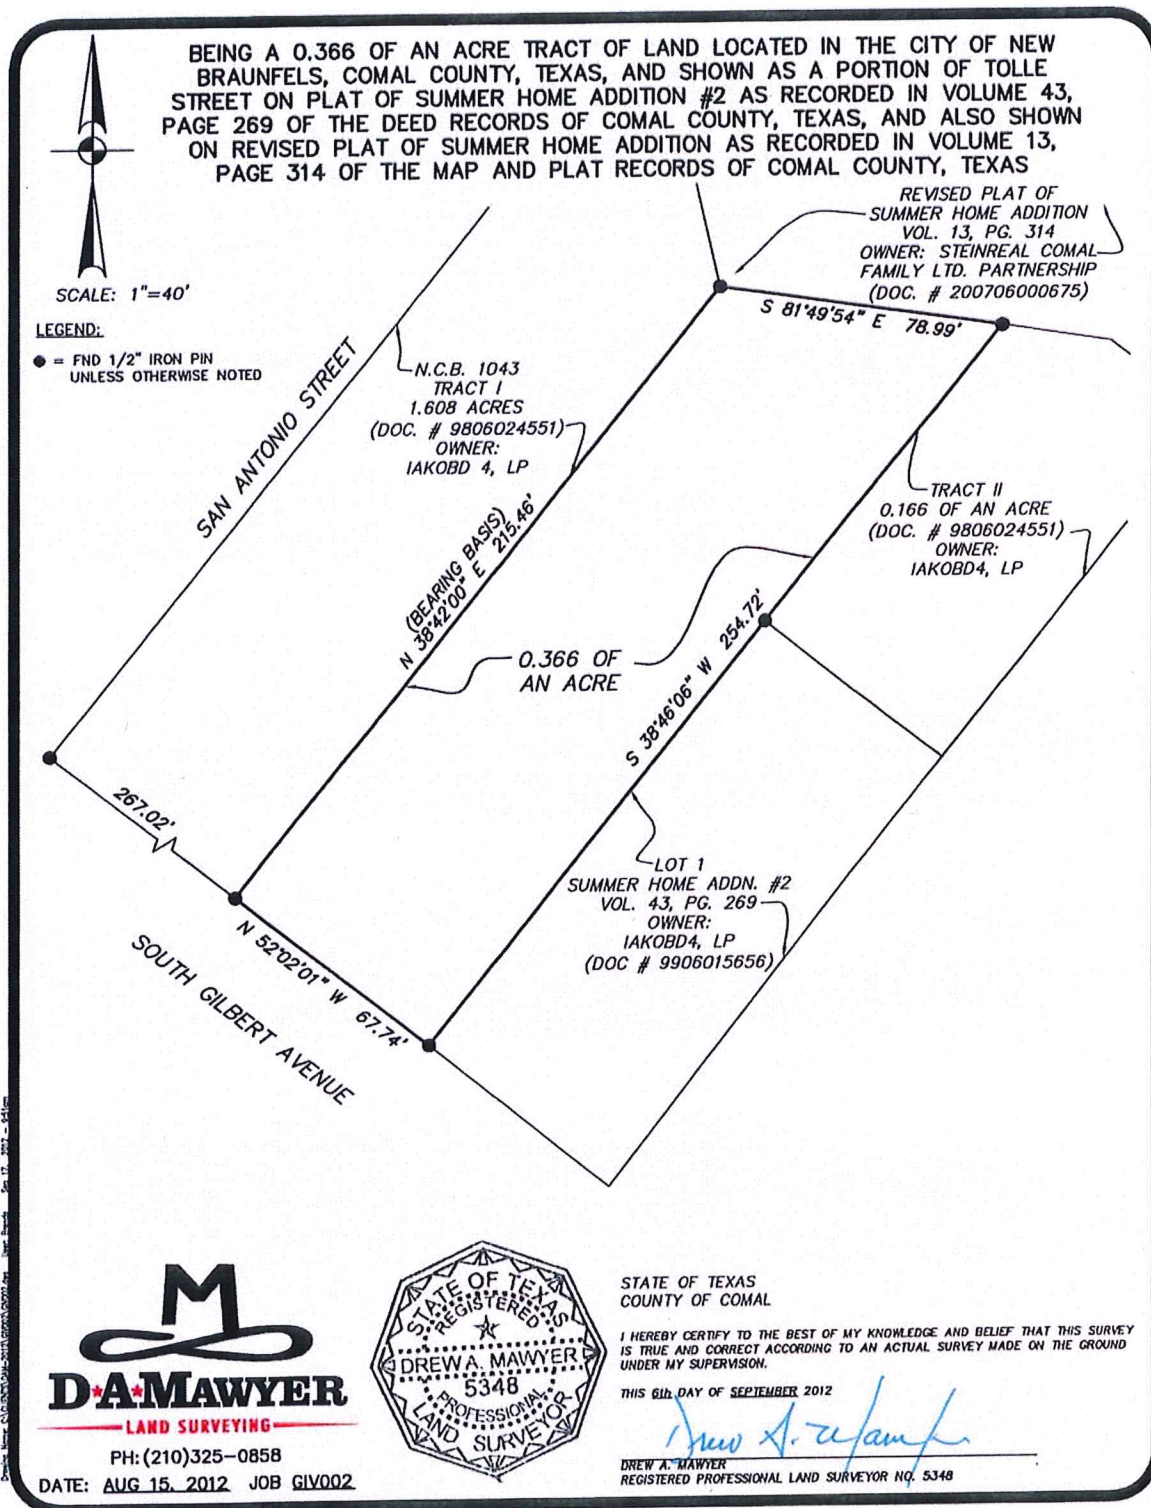 BEING A 0.366 OF AN ACRE TRACT OF LAND LOCATED IN THE CITY OF NEW
BRAUNFELS, COMAL COUNTY, TEXAS, AND SHOWN AS A PORTION OF TOLLE
STREET ON PLAT OF SUMMER HOME ADDITION #2 AS RECORDED IN VOLUME 43,
PAGE 269 OF THE DEED RECORDS OF COMAL COUNTY, TEXAS, AND ALSO SHOWN
ON REVISED PLAT OF SUMMER HOME ADDITION AS RECORDED IN VOLUME 13,
PAGE 314 OF THE MAP AND PLAT RECORDS OF COMAL COUNTY, TEXAS
REVISED PLAT OF
SUMMER HOME ADDITION
VOL. 13, PG. 314
OWNER: STEINREAL COMAL
FAMILY LTD. PARTNERSHIP
(DOC. # 200706000675)
SCALE: 1"=40'
LEGEND:
= FND 1/2" IRON PIN
UNLESS OTHERWISE NOTED
S 81°49'54" E 78.99'
SAN ANTONIO STREET
N.C.B. 1043
TRACT I
1.608 ACRES
(DOC. # 9806024551)
OWNER:
IAKOBD 4, LP
(BEARING BASIS)
N 38°42'00" E 215.46'
TRACT II
0.166 OF AN ACRE
(DOC. # 9806024551)
OWNER:
IAKOBD4, LP
0.366 OF
AN ACRE
S 38°46'06" W 254.72'
267.02'
LOT 1
SUMMER HOME ADDN. #2
VOL. 43, PG. 269
OWNER:
IAKOBD4, LP
(DOC # 9906015656)
N 52°02'01" W 67.74'
SOUTH GILBERT AVENUE
M
D★A★MAWYER
LAND SURVEYING
PH:(210)325-0858
DATE: AUG 15, 2012 JOB GIV002
STATE OF TEXAS
REGISTERED
DREW A. MAWYER
5348
PROFESSIONAL
LAND SURVEYOR
STATE OF TEXAS
COUNTY OF COMAL
I HEREBY CERTIFY TO THE BEST OF MY KNOWLEDGE AND BELIEF THAT THIS SURVEY
IS TRUE AND CORRECT ACCORDING TO AN ACTUAL SURVEY MADE ON THE GROUND
UNDER MY SUPERVISION.
THIS 6th DAY OF SEPTEMBER 2012
Drew A. Mawyer
DREW A. MAWYER
REGISTERED PROFESSIONAL LAND SURVEYOR NO. 5348